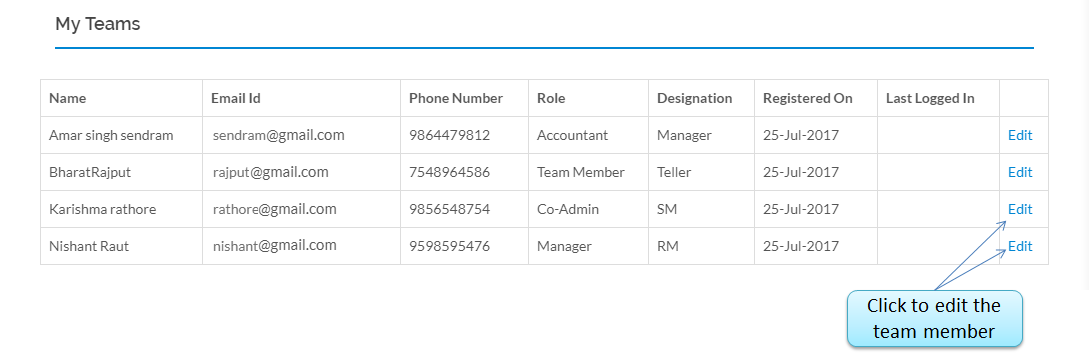 My Teams
Name Email Id Phone Number Role Designation Registered On Last Logged In
Amar singh sendram sendram@gmail.com 9864479812 Accountant Manager 25-Jul-2017 Edit
BharatRajput rajput@gmail.com 7548964586 Team Member Teller 25-Jul-2017 Edit
Karishma rathore rathore@gmail.com 9856548754 Co-Admin SM 25-Jul-2017 Edit
Nishant Raut nishant@gmail.com 9598595476 Manager RM 25-Jul-2017 Edit
Click to edit the
team member